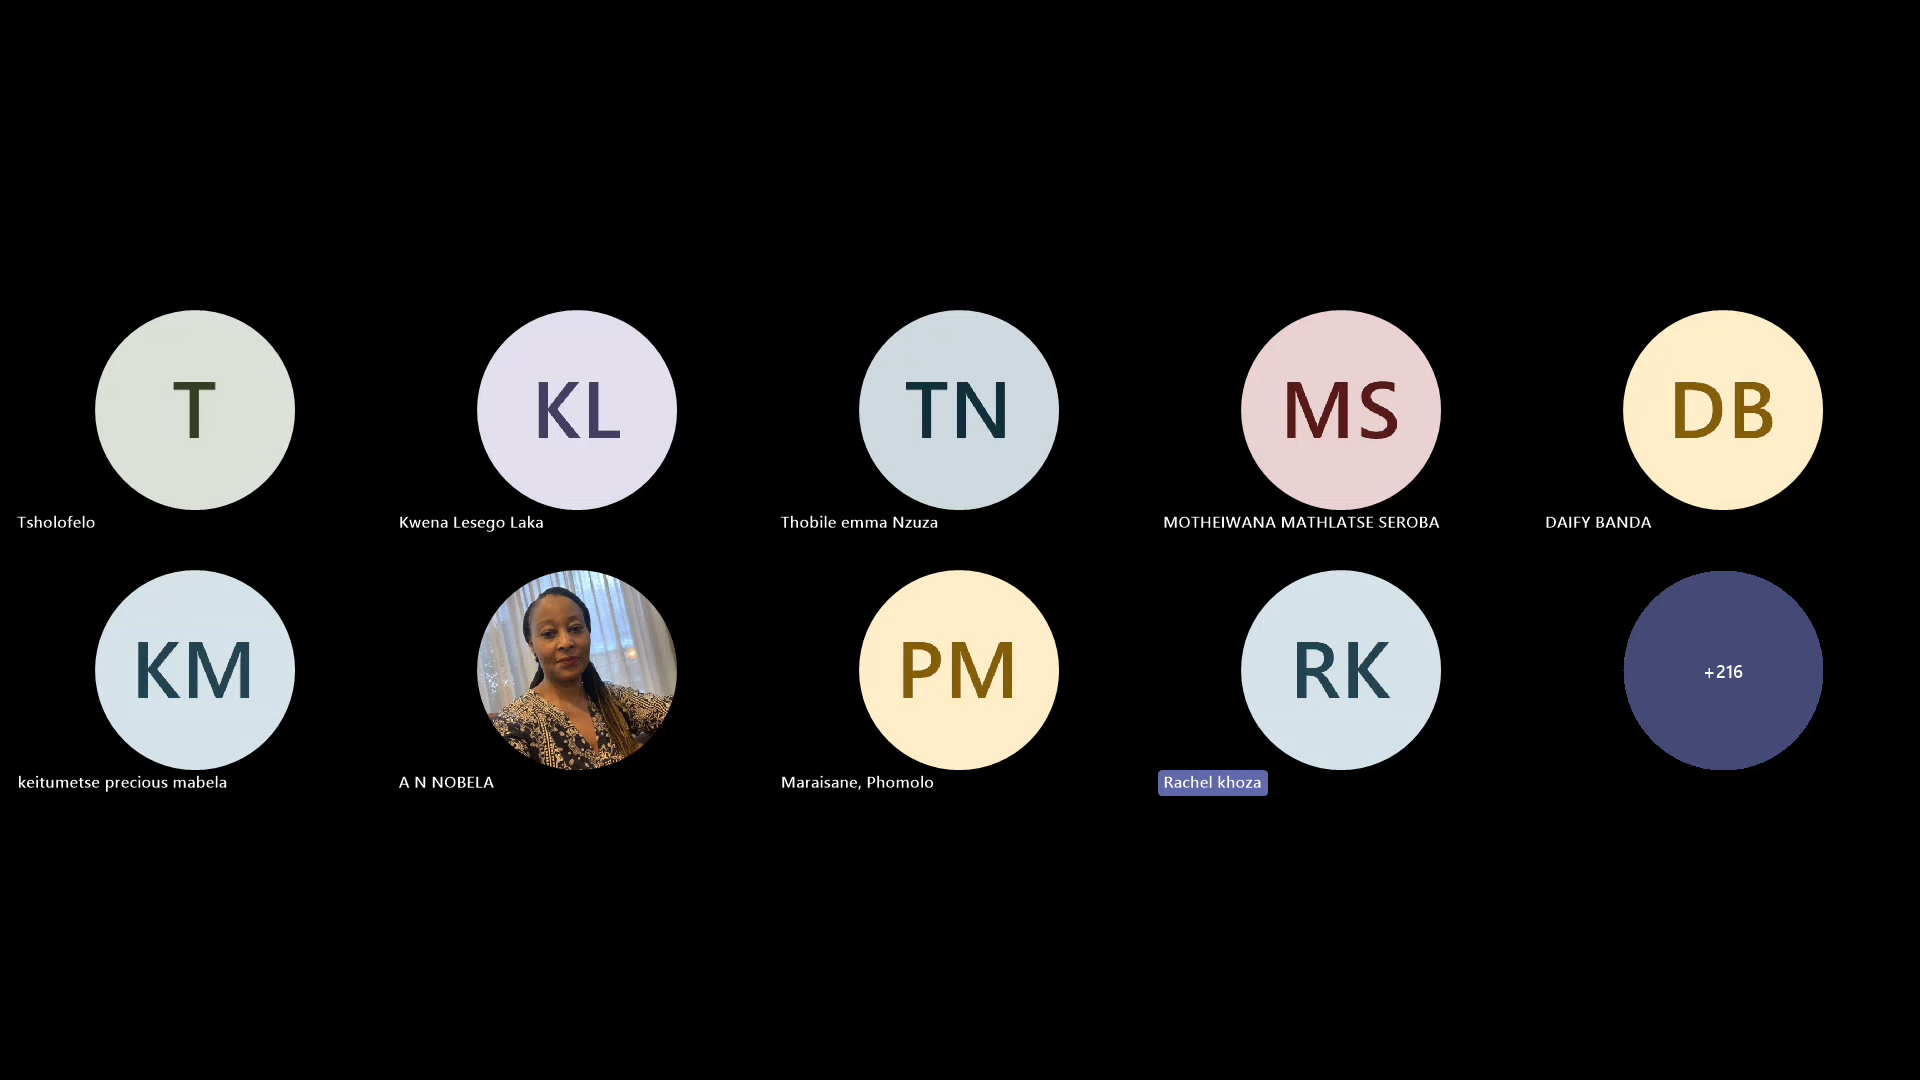 T
KL
TN
MS
DB
Tsholofelo
Kwena Lesego Laka
Thobile emma Nzuza
MOTHEIWANA MATHLATSE SEROBA
DAIFY BANDA
KM
PM
RK
+216
keitumetse precious mabela
A N NOBELA
Maraisane, Phomolo
Rachel khoza